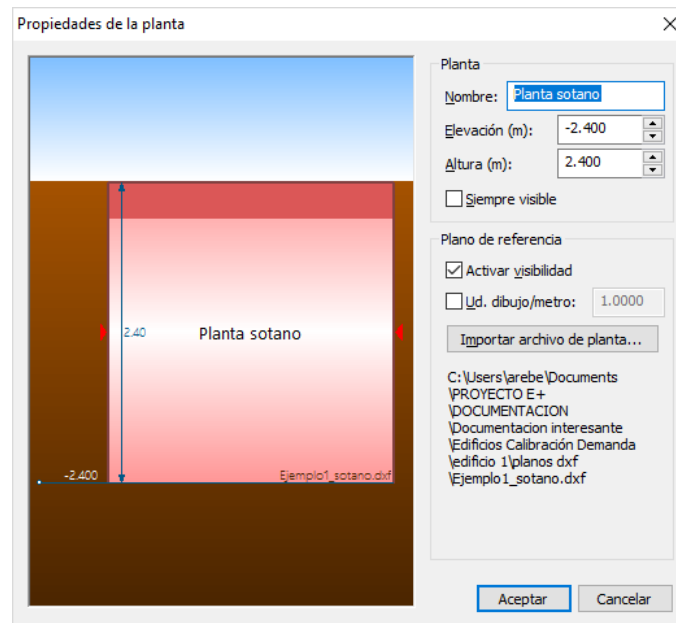 Propiedades de la planta
2.40
Planta sotano
-2.400
Ejemplo1_sotano.dxf
Planta
Nombre: Planta sotano
Elevación (m): -2.400
Altura (m): 2.400
Siempre visible
Plano de referencia
Activar visibilidad
Ud. dibujo/metro: 1.0000
Importar archivo de planta...
C:\Users\arebe\Documents
\PROYECTO E+
\DOCUMENTACION
\Documentacion interesante
\Edificios Calibración Demanda
\edificio 1\planos dxf
\Ejemplo1_sotano.dxf
Aceptar Cancelar